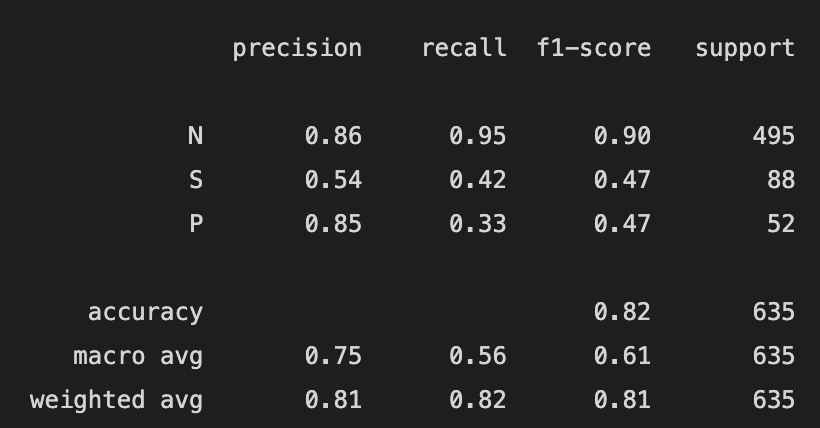 precision recall f1-score support
N 0.86 0.95 0.90 495
S 0.54 0.42 0.47 88
P 0.85 0.33 0.47 52
accuracy 0.82 635
macro avg 0.75 0.56 0.61 635
weighted avg 0.81 0.82 0.81 635